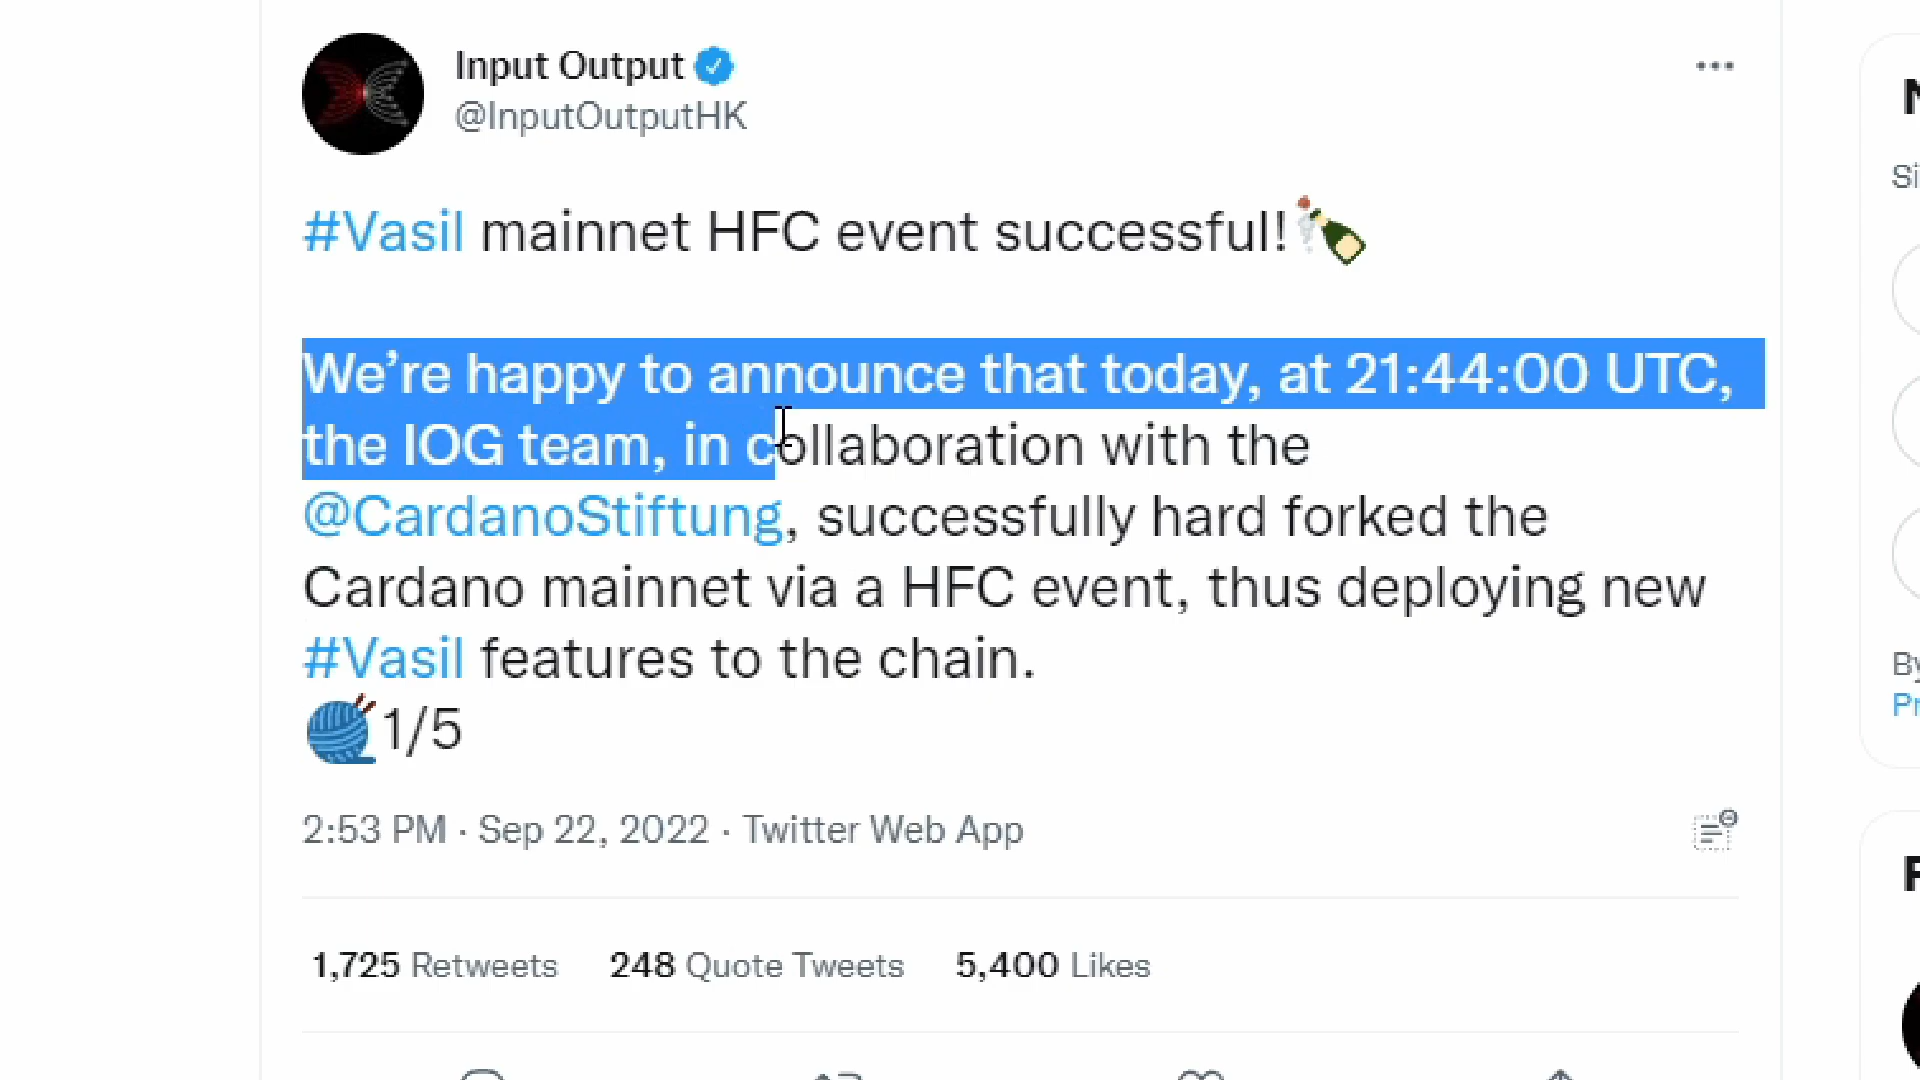 Input Output
@InputOutputHK
#Vasil mainnet HFC event successful!🍾
We’re happy to announce that today, at 21:44:00 UTC,
the IOG team, in collaboration with the
@CardanoStiftung, successfully hard forked the
Cardano mainnet via a HFC event, thus deploying new
#Vasil features to the chain.
🧶1/5
2:53 PM · Sep 22, 2022 · Twitter Web App
1,725 Retweets 248 Quote Tweets 5,400 Likes